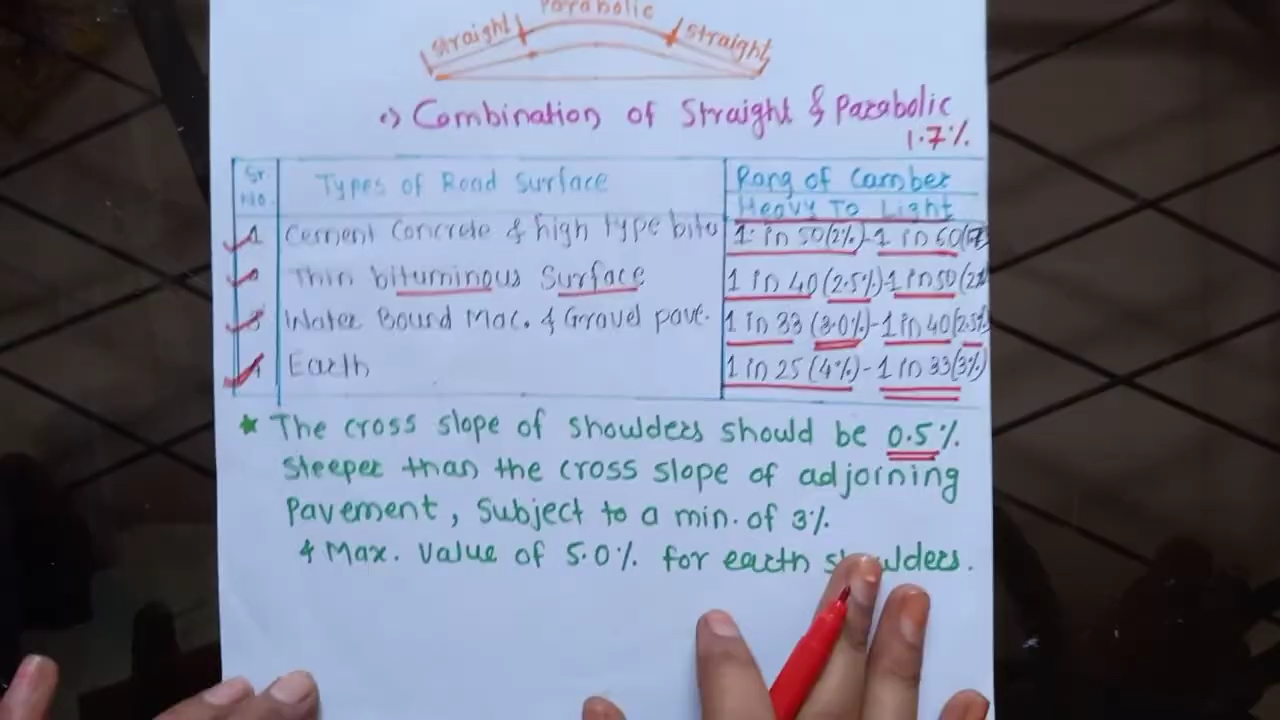 Parabolic
Straight
Straight
Combination of Straight & Parabolic
1.7%
Sr. No.
Types of Road Surface
Rang of Camber
Heavy To Light
1 Cement Concrete & high type bitu 1 in 50(2%)-1 in 60(
Thin bituminous Surface 1 in 40(2.5%)-1 in 50(2%
3 Water Bound Mac. & Gravel pave. 1 in 33 (3.0%)-1 in 40(2.5%)
Earth 1 in 25 (4%)-1 in 33(3%)
★ The cross slope of shoulders should be 0.5%
steeper than the cross slope of adjoining
Pavement, Subject to a min. of 3%
& Max. Value of 5.0% for earth shoulders.